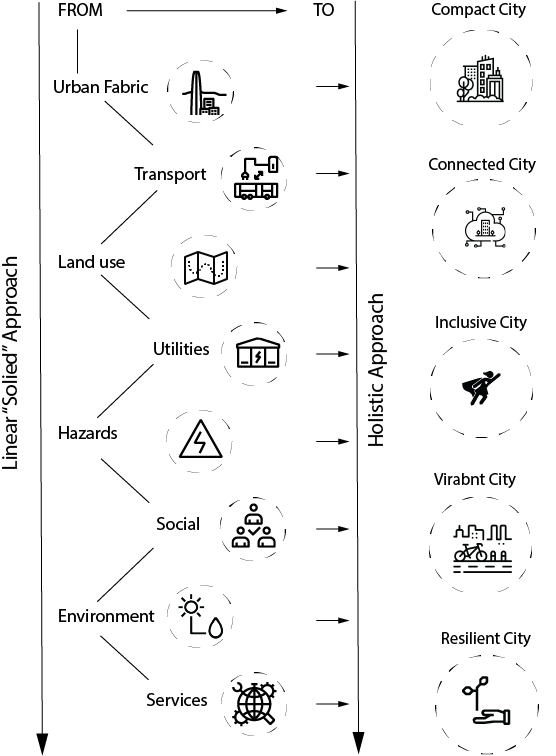 FROM
TO
Compact City
Urban Fabric
Transport
Connected City
Land use
Inclusive City
Utilities
Hazards
Virabnt City
Social
Environment
Resilient City
Services
Linear “Solied” Approach
Holistic Approach